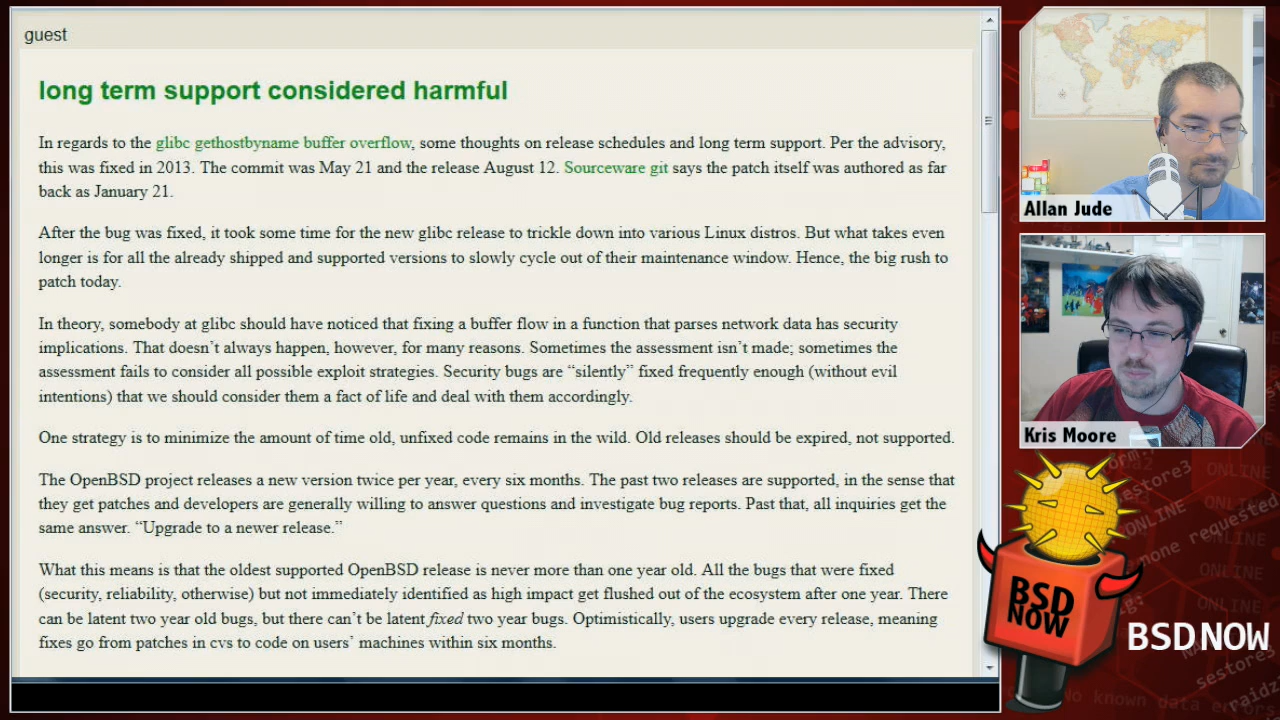 guest
long term support considered harmful
In regards to the glibc gethostbyname buffer overflow, some thoughts on release schedules and long term support. Per the advisory,
this was fixed in 2013. The commit was May 21 and the release August 12. Sourceware git says the patch itself was authored as far
back as January 21.
After the bug was fixed, it took some time for the new glibc release to trickle down into various Linux distros. But what takes even
longer is for all the already shipped and supported versions to slowly cycle out of their maintenance window. Hence, the big rush to
patch today.
In theory, somebody at glibc should have noticed that fixing a buffer flow in a function that parses network data has security
implications. That doesn’t always happen, however, for many reasons. Sometimes the assessment isn’t made; sometimes the
assessment fails to consider all possible exploit strategies. Security bugs are “silently” fixed frequently enough (without evil
intentions) that we should consider them a fact of life and deal with them accordingly.
One strategy is to minimize the amount of time old, unfixed code remains in the wild. Old releases should be expired, not supported.
The OpenBSD project releases a new version twice per year, every six months. The past two releases are supported, in the sense that
they get patches and developers are generally willing to answer questions and investigate bug reports. Past that, all inquiries get the
same answer. “Upgrade to a newer release.”
What this means is that the oldest supported OpenBSD release is never more than one year old. All the bugs that were fixed
(security, reliability, otherwise) but not immediately identified as high impact get flushed out of the ecosystem after one year. There
can be latent two year old bugs, but there can’t be latent fixed two year bugs. Optimistically, users upgrade every release, meaning
fixes go from patches in cvs to code on users’ machines within six months.
Allan Jude
Kris Moore
BSD
NOW
BSD NOW
ONLINE
ONLINE
ONLINE
ONLINE
ONLINE
none requested
No known data errors